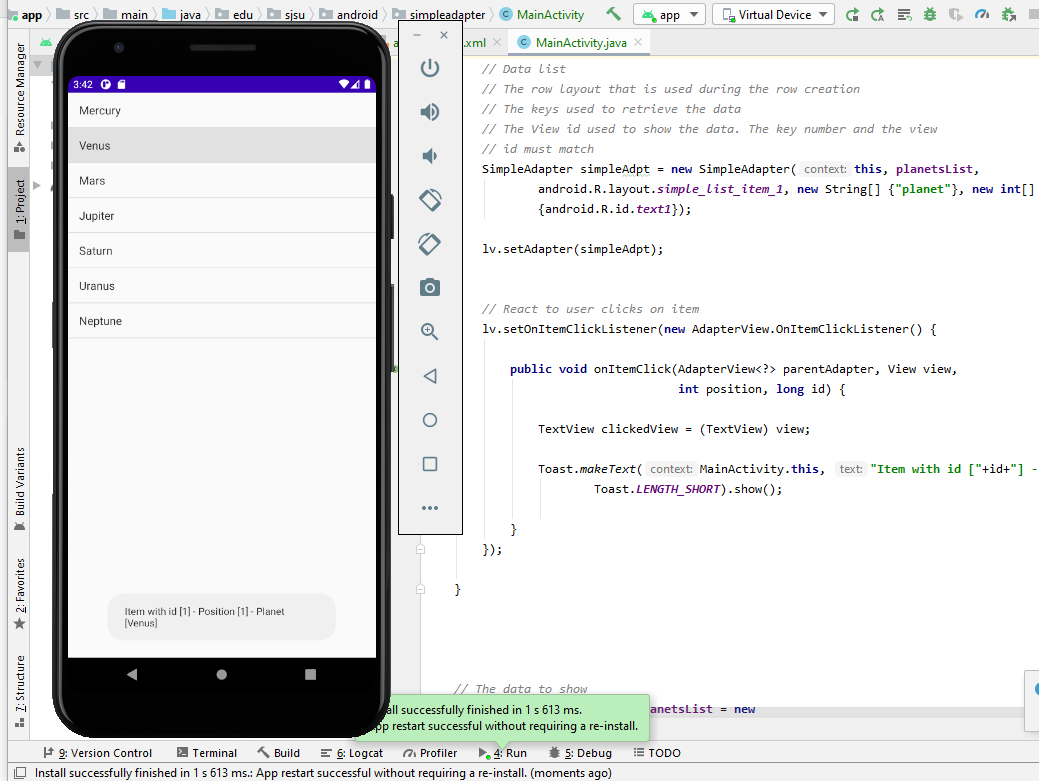 app src main java edu sjsu android simpleadapter MainActivity app Virtual Device
.xml MainActivity.java
1: Project
Resource Manager
Build Variants
2: Favorites
7: Structure
3:42
Mercury
Venus
Mars
Jupiter
Saturn
Uranus
Neptune
Item with id [1] - Position [1] - Planet
[Venus]
// Data list
// The row layout that is used during the row creation
// The keys used to retrieve the data
// The View id used to show the data. The key number and the view
// id must match
SimpleAdapter simpleAdpt = new SimpleAdapter( context: this, planetsList,
android.R.layout.simple_list_item_1, new String[] {"planet"}, new int[]
{android.R.id.text1});
lv.setAdapter(simpleAdpt);
// React to user clicks on item
lv.setOnItemClickListener(new AdapterView.OnItemClickListener() {
public void onItemClick(AdapterView<?> parentAdapter, View view,
int position, long id) {
TextView clickedView = (TextView) view;
Toast.makeText( context: MainActivity.this, text: "Item with id ["+id+"] -
Toast.LENGTH_SHORT).show();
}
});
}
// The data to show
anetsList = new
all successfully finished in 1 s 613 ms.
pp restart successful without requiring a re-install.
9: Version Control Terminal Build 6: Logcat Profiler 4: Run 5: Debug TODO
Install successfully finished in 1 s 613 ms.: App restart successful without requiring a re-install. (moments ago)